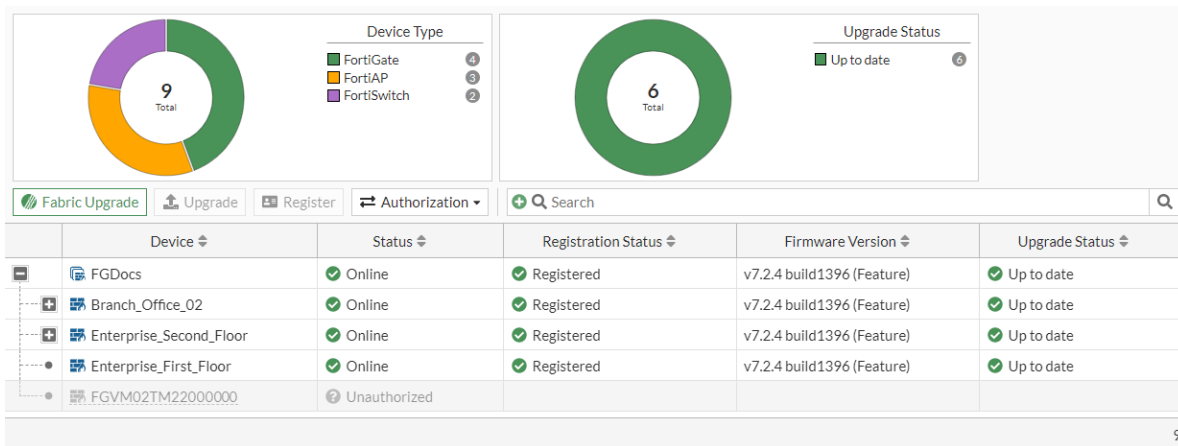 Device Type
9
Total
FortiGate 4
FortiAP 3
FortiSwitch 2
Upgrade Status
6
Total
Up to date 6
Fabric Upgrade Upgrade Register Authorization Search
Device Status Registration Status Firmware Version Upgrade Status
FGDocs Online Registered v7.2.4 build1396 (Feature) Up to date
Branch_Office_02 Online Registered v7.2.4 build1396 (Feature) Up to date
Enterprise_Second_Floor Online Registered v7.2.4 build1396 (Feature) Up to date
Enterprise_First_Floor Online Registered v7.2.4 build1396 (Feature) Up to date
FGVM02TM22000000 Unauthorized